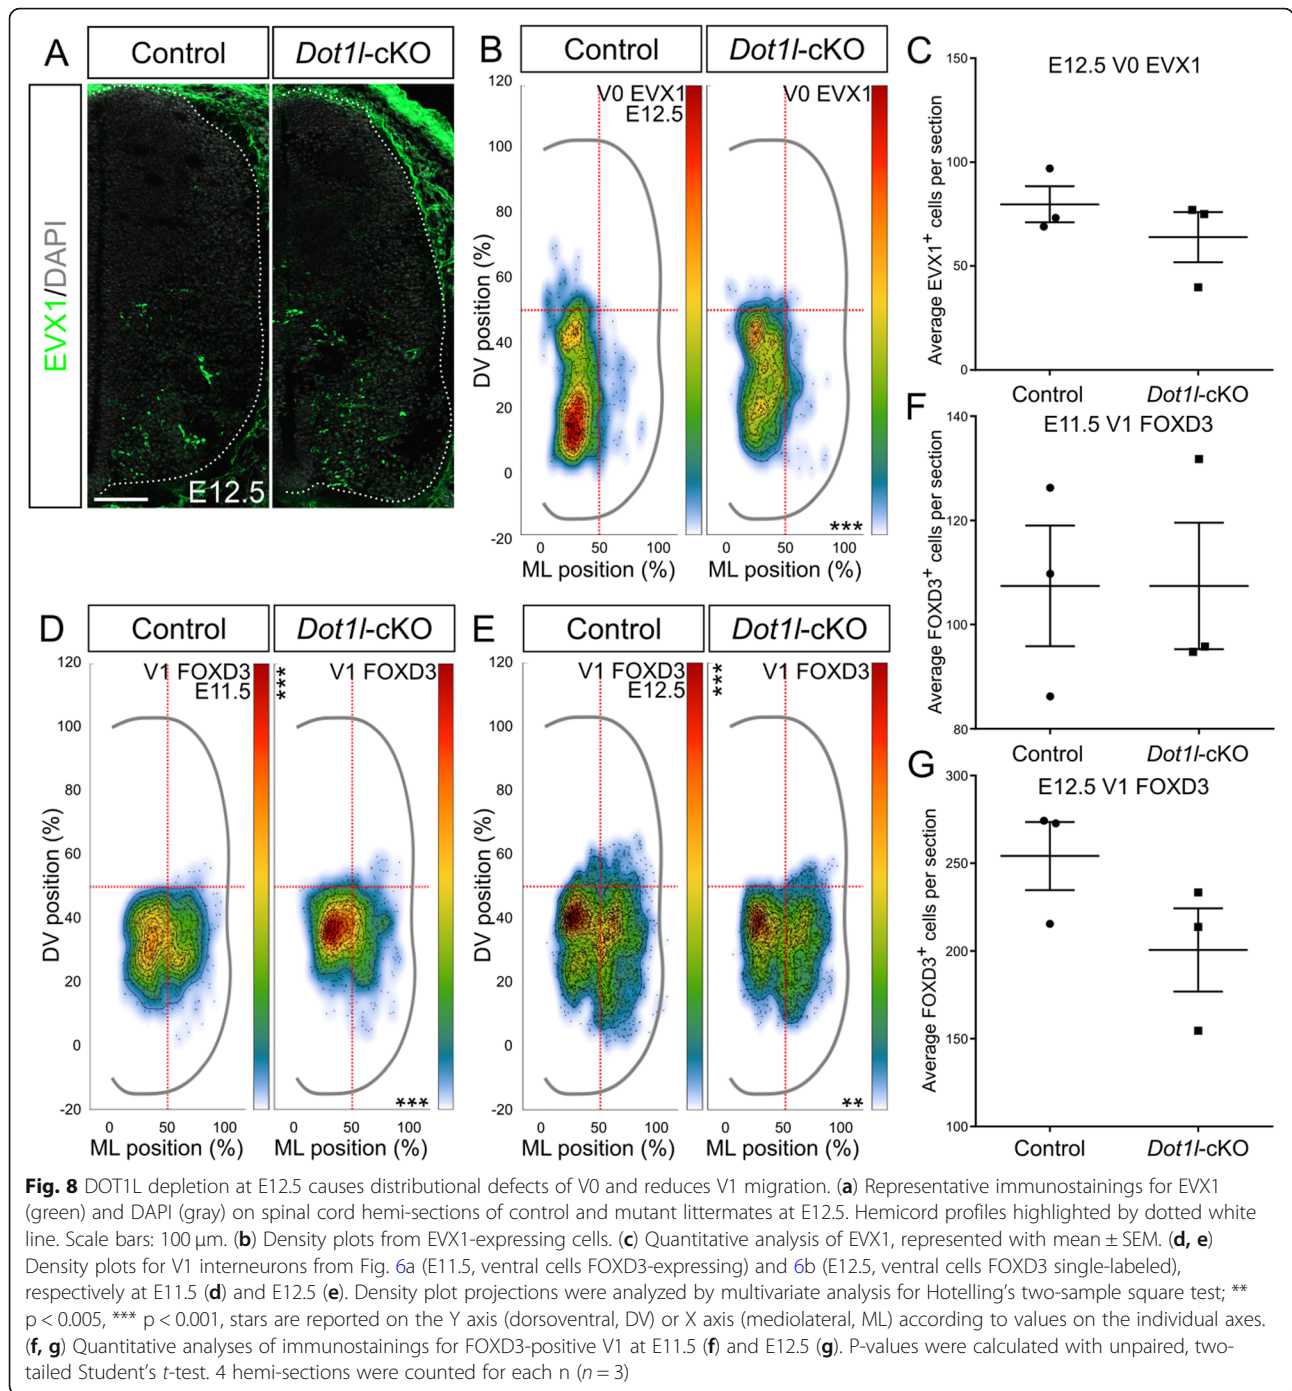 A
Control
Dot1l-cKO
EVX1/DAPI
E12.5
B
Control
Dot1l-cKO
V0 EVX1
E12.5
V0 EVX1
120
100
80
60
40
20
0
-20
DV position (%)
0 50 100
0 50 100
***
ML position (%)
ML position (%)
C
E12.5 V0 EVX1
150
100
50
0
Average EVX1+ cells per section
Control
Dot1l-cKO
D
Control
Dot1l-cKO
V1 FOXD3
E11.5
V1 FOXD3
***
120
100
80
60
40
20
0
-20
DV position (%)
***
0 50 100
0 50 100
ML position (%)
ML position (%)
E
Control
Dot1l-cKO
V1 FOXD3
E12.5
V1 FOXD3
***
120
100
80
60
40
20
0
-20
DV position (%)
**
0 50 100
0 50 100
ML position (%)
ML position (%)
F
E11.5 V1 FOXD3
140
120
100
80
Average FOXD3+ cells per section
Control
Dot1l-cKO
G
E12.5 V1 FOXD3
300
250
200
150
100
Average FOXD3+ cells per section
Control
Dot1l-cKO
Fig. 8 DOT1L depletion at E12.5 causes distributional defects of V0 and reduces V1 migration. (a) Representative immunostainings for EVX1
(green) and DAPI (gray) on spinal cord hemi-sections of control and mutant littermates at E12.5. Hemicord profiles highlighted by dotted white
line. Scale bars: 100 μm. (b) Density plots from EVX1-expressing cells. (c) Quantitative analysis of EVX1, represented with mean ± SEM. (d, e)
Density plots for V1 interneurons from Fig. 6a (E11.5, ventral cells FOXD3-expressing) and 6b (E12.5, ventral cells FOXD3 single-labeled),
respectively at E11.5 (d) and E12.5 (e). Density plot projections were analyzed by multivariate analysis for Hotelling's two-sample square test; **
p < 0.005, *** p < 0.001, stars are reported on the Y axis (dorsoventral, DV) or X axis (mediolateral, ML) according to values on the individual axes.
(f, g) Quantitative analyses of immunostainings for FOXD3-positive V1 at E11.5 (f) and E12.5 (g). P-values were calculated with unpaired, two-
tailed Student's t-test. 4 hemi-sections were counted for each n (n = 3)